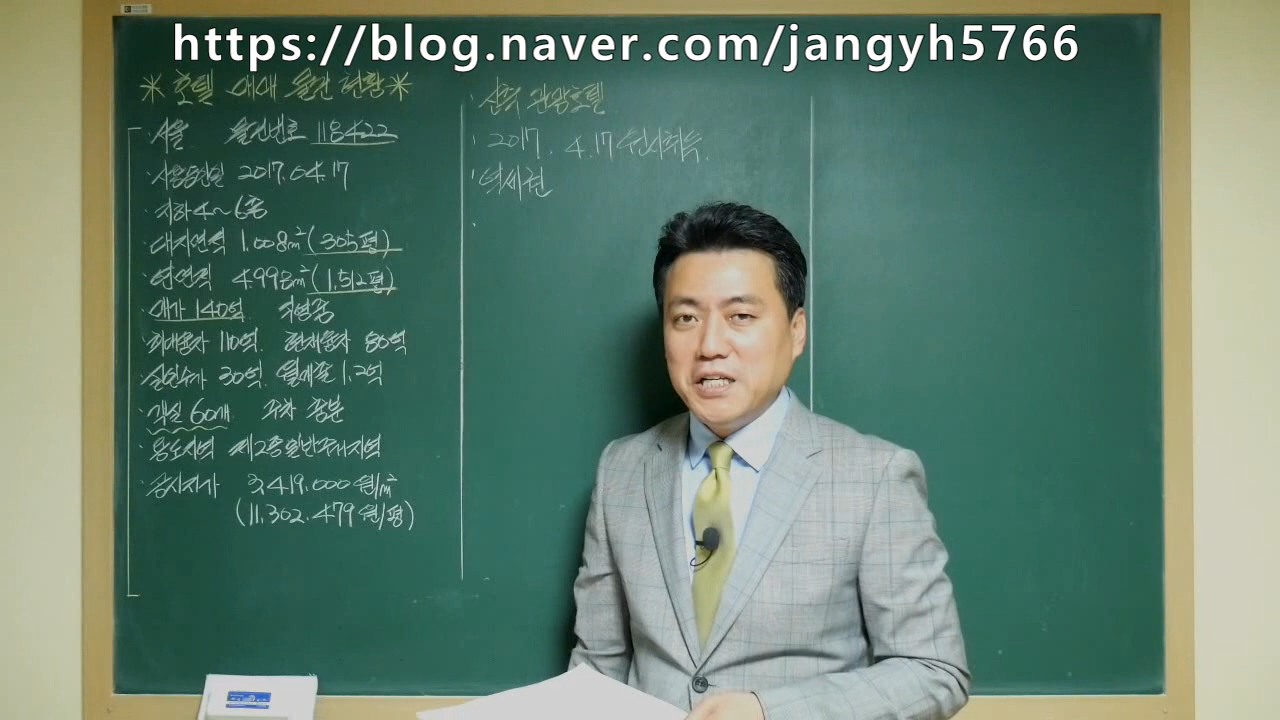 https://blog.naver.com/jangyh5766
* 호텔 매매 물건 현황 *
· 서울 물건번호 118422
· 사용승인일 2017.04.17
· 지하4~6층
· 대지면적 1.008m² (305평)
· 연면적 4.998m² (1,512평)
· 매가 140억 직영중
· 최대융자 110억. 현재융자 80억
· 실인수가 30억. 월매출 1.2억
· 객실 60개 주차 충분
· 용도지역 제2종일반주거지역
· 공시지가 3,419.000원/m²
(11,302.479원/평)
· 신축 관광호텔
· 2017. 4.17
· 역세권